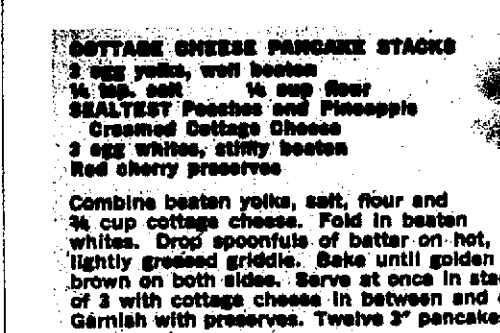 COTTAGE CHEESE PANCAKE STACKS
3 egg yolks, well beaten
¼ tsp. salt ¼ cup flour
SEALTEST Peaches and Pineapple
Creamed Cottage Cheese
3 egg whites, stiffly beaten
Red cherry preserves
Combine beaten yolks, salt, flour and
¾ cup cottage cheese. Fold in beaten
whites. Drop spoonfuls of batter on hot,
lightly greased griddle. Bake until golden
brown on both sides. Serve at once in sta
of 3 with cottage cheese in between and
Garnish with preserves. Twelve 3" pancake